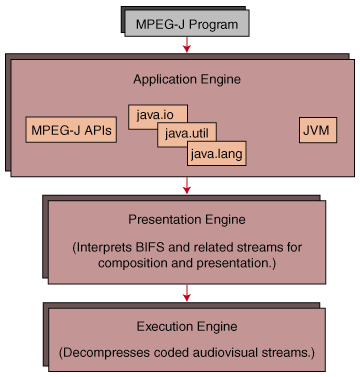 MPEG-J Program
Application Engine
MPEG-J APIs
java.io
java.util
java.lang
JVM
Presentation Engine
(Interprets BIFS and related streams for
composition and presentation.)
Execution Engine
(Decompresses coded audiovisual streams.)